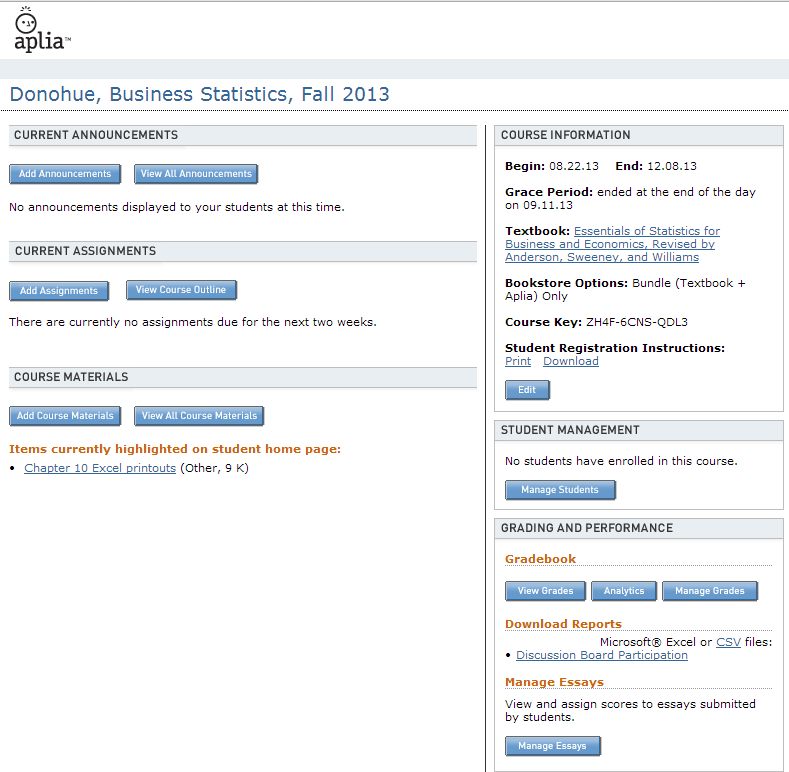 aplia™
Donohue, Business Statistics, Fall 2013
CURRENT ANNOUNCEMENTS
Add Announcements View All Announcements
No announcements displayed to your students at this time.
CURRENT ASSIGNMENTS
Add Assignments View Course Outline
There are currently no assignments due for the next two weeks.
COURSE MATERIALS
Add Course Materials View All Course Materials
Items currently highlighted on student home page:
• Chapter 10 Excel printouts (Other, 9 K)
COURSE INFORMATION
Begin: 08.22.13 End: 12.08.13
Grace Period: ended at the end of the day
on 09.11.13
Textbook: Essentials of Statistics for
Business and Economics, Revised by
Anderson, Sweeney, and Williams
Bookstore Options: Bundle (Textbook +
Aplia) Only
Course Key: ZH4F-6CNS-QDL3
Student Registration Instructions:
Print Download
Edit
STUDENT MANAGEMENT
No students have enrolled in this course.
Manage Students
GRADING AND PERFORMANCE
Gradebook
View Grades Analytics Manage Grades
Download Reports
Microsoft® Excel or CSV files:
• Discussion Board Participation
Manage Essays
View and assign scores to essays submitted
by students.
Manage Essays